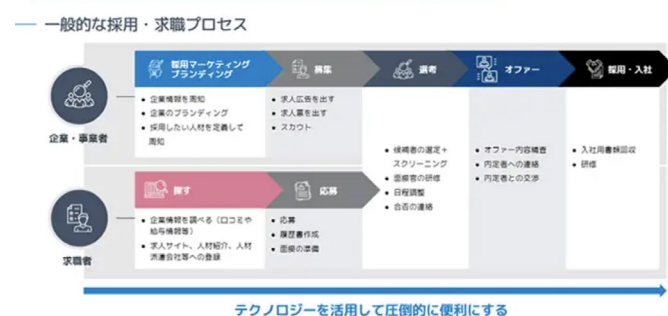 一般的な採用・求職プロセス
採用マーケティング
ブランディング
募集
選考
オファー
採用・入社
企業・事業者
• 企業情報を周知
• 企業のブランディング
• 採用したい人材を定義して
周知
• 求人広告を出す
• 求人票を出す
• スカウト
• 候補者の選定+
スクリーニング
• 面接官の研修
• 日程調整
• 合否の連絡
• オファー内容精査
• 内定者への連絡
• 内定者との交渉
• 入社用書類回収
• 研修
探す
応募
求職者
• 企業情報を調べる（口コミや
給与情報等）
• 求人サイト、人材紹介、人材
派遣会社等への登録
• 応募
• 履歴書作成
• 面接の準備
テクノロジーを活用して圧倒的に便利にする